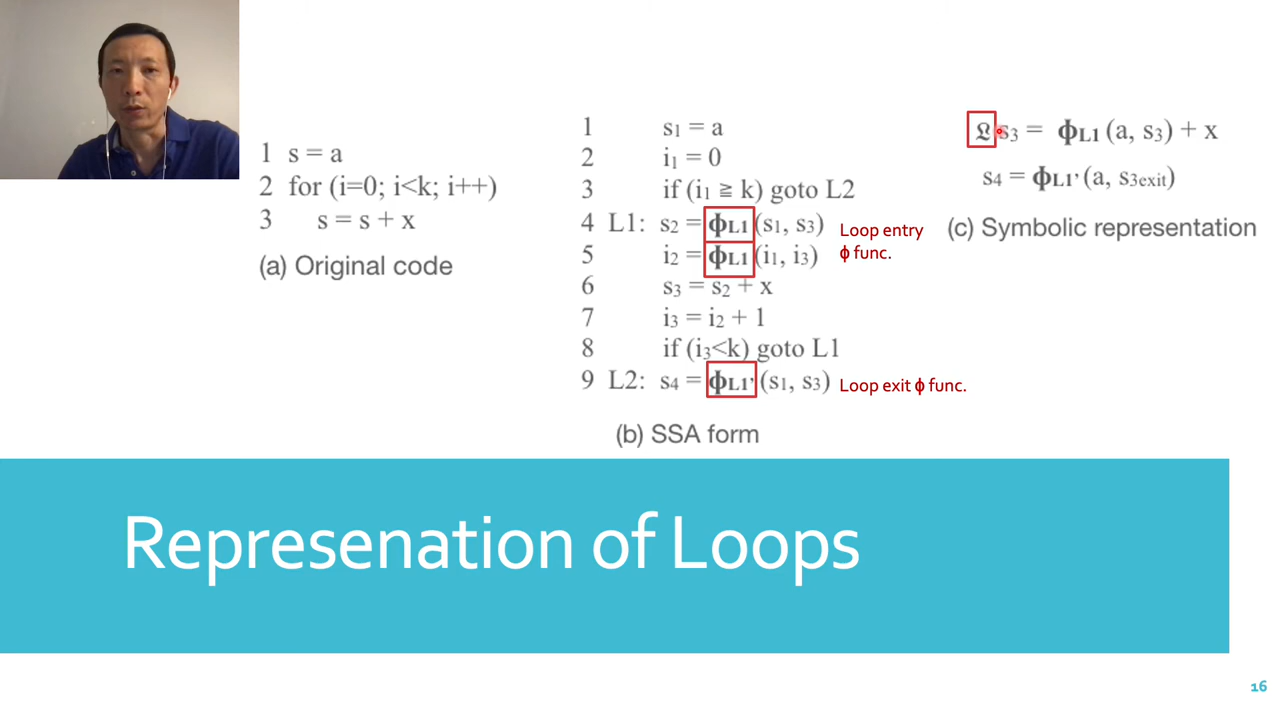 1 s = a
2 for (i=0; i<k; i++)
3 s = s + x
(a) Original code
1 s₁ = a
2 i₁ = 0
3 if (i₁ ≧ k) goto L2
4 L1: s₂ = ϕL1 (s₁, s₃)
5 i₂ = ϕL1 (i₁, i₃)
6 s₃ = s₂ + x
7 i₃ = i₂ + 1
8 if (i₃<k) goto L1
9 L2: s₄ = ϕL1' (s₁, s₃)
Loop entry
ϕ func.
Loop exit ϕ func.
(b) SSA form
𝔏 s₃ = ϕL1 (a, s₃) + x
s₄ = ϕL1' (a, s₃exit)
(c) Symbolic representation
Represenation of Loops
16